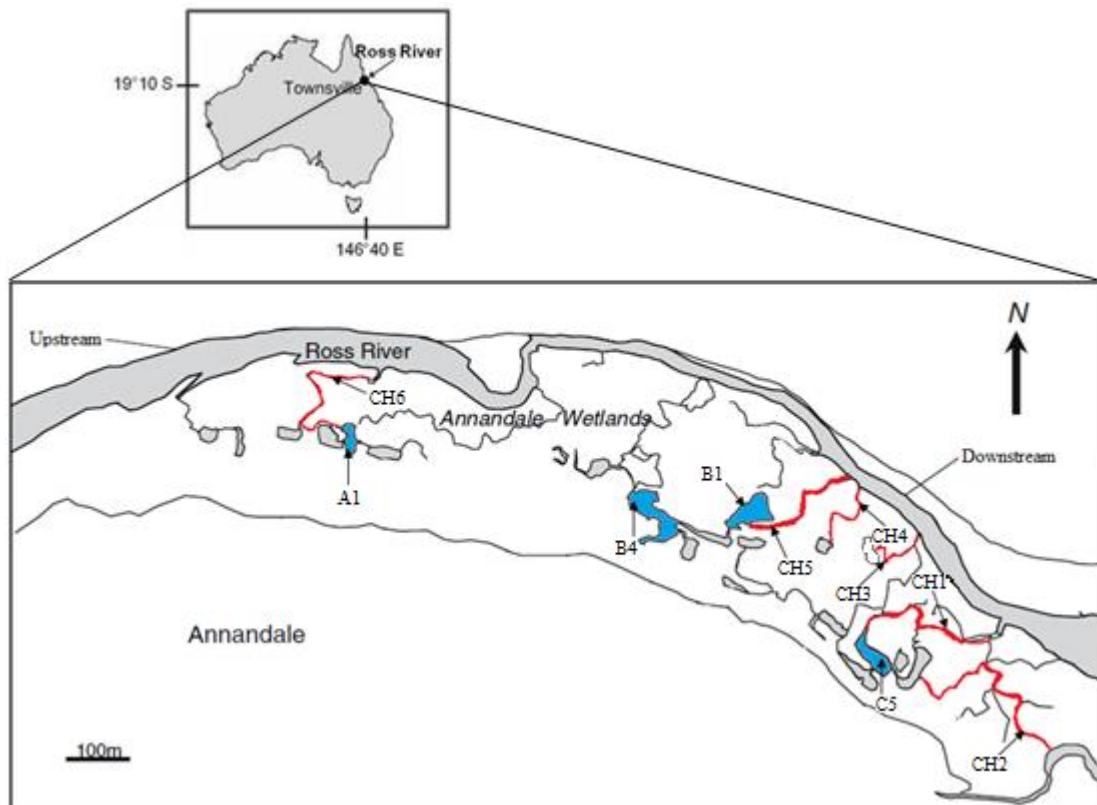 Ross River
19°10 S
Townsville
146°40 E
N
Upstream
Ross River
CH6
Annandale Wetlands
Downstream
A1
B1
B4
CH4
CH5
CH3
CH1
Annandale
C5
100m
CH2